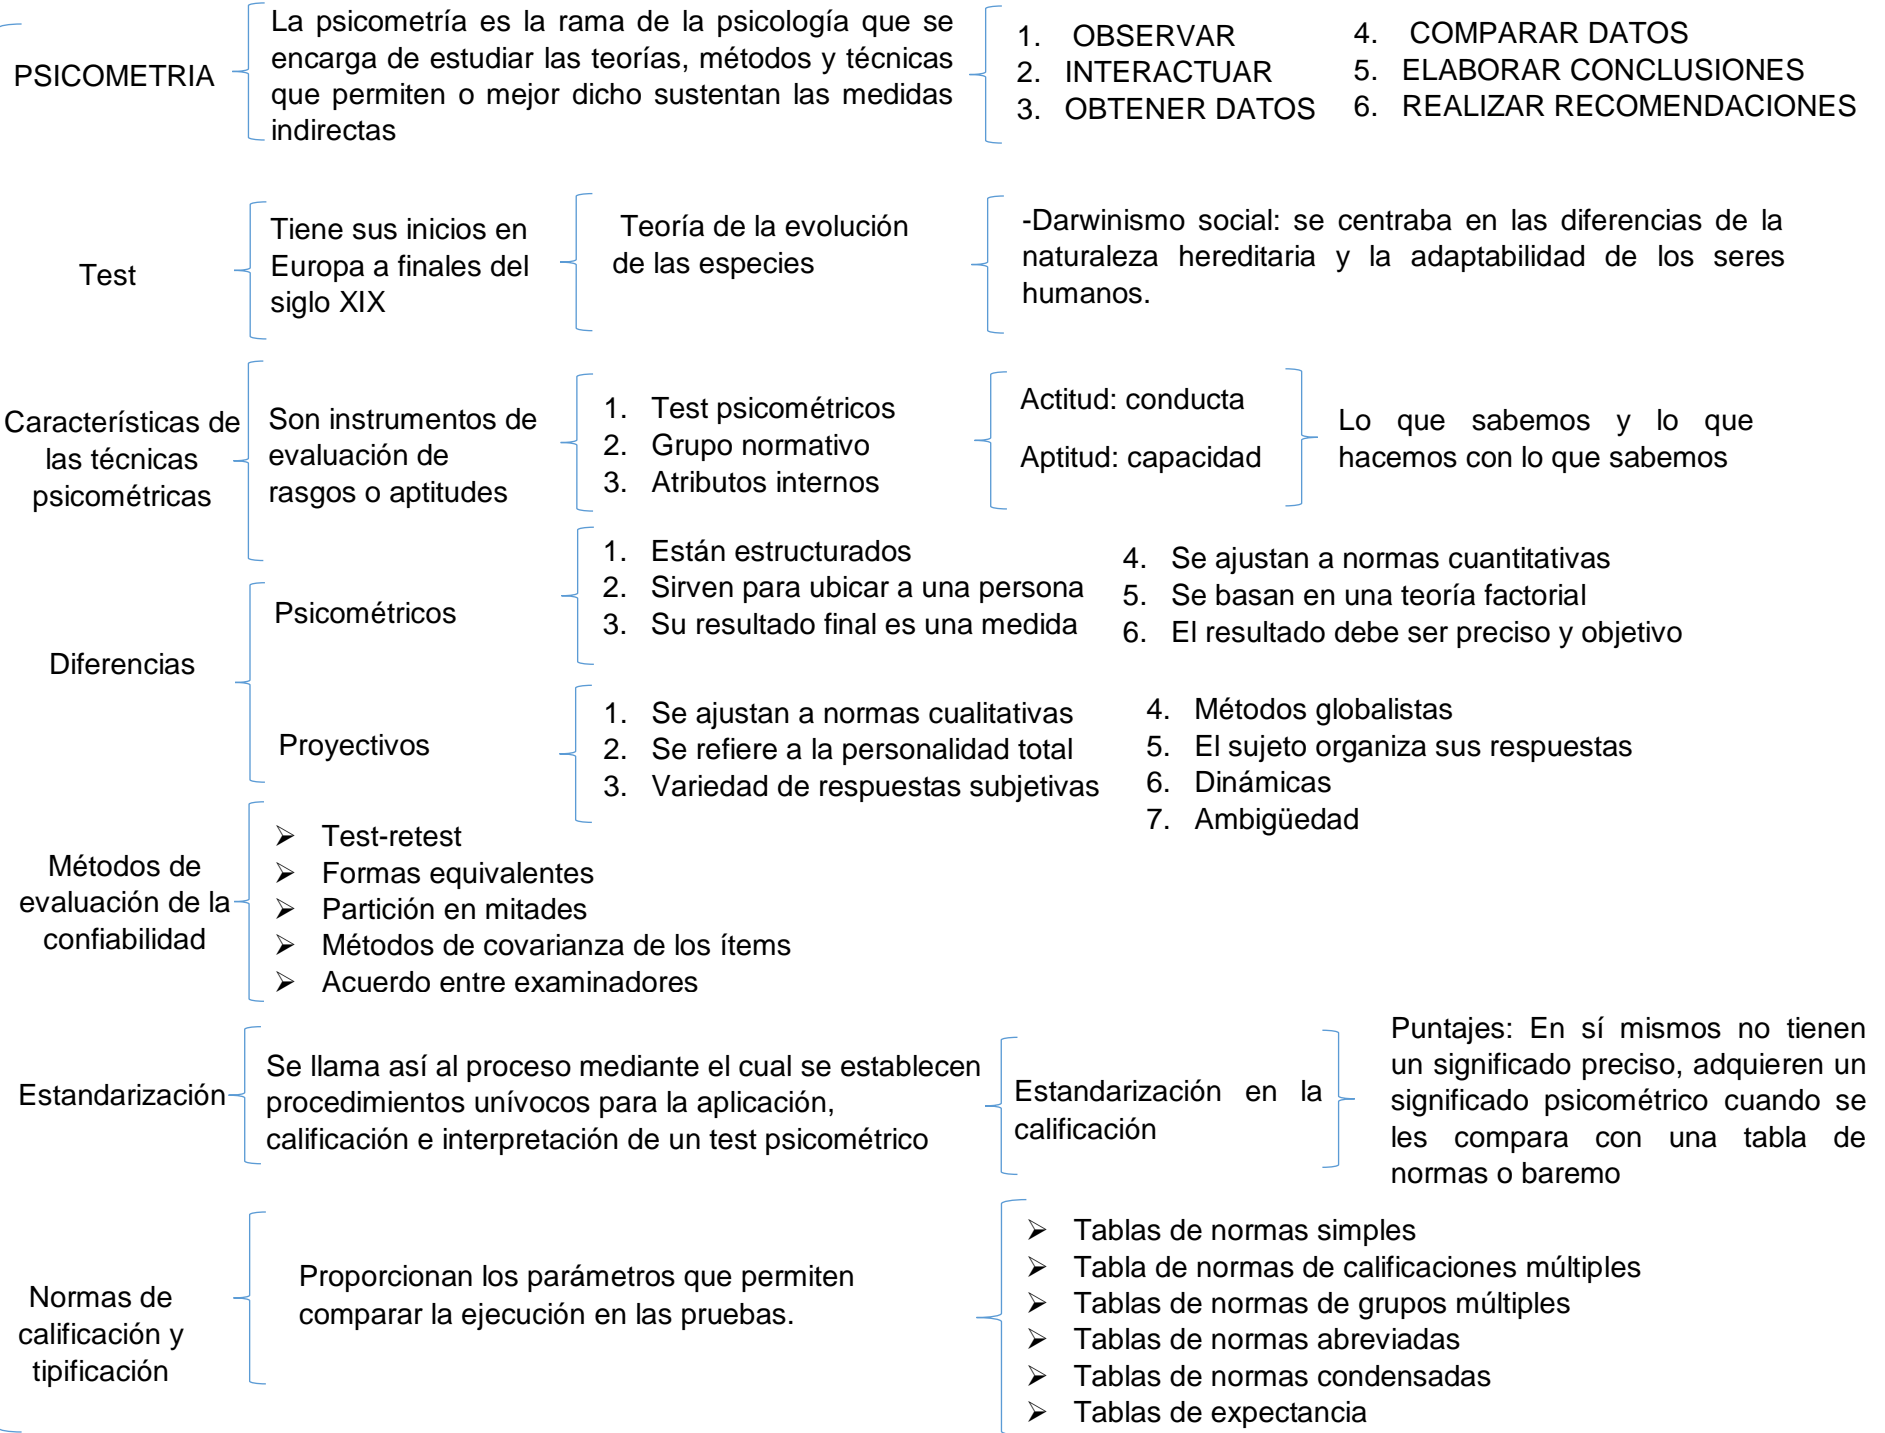 PSICOMETRIA
La psicometría es la rama de la psicología que se
encarga de estudiar las teorías, métodos y técnicas
que permiten o mejor dicho sustentan las medidas
indirectas
1. OBSERVAR
2. INTERACTUAR
3. OBTENER DATOS
4. COMPARAR DATOS
5. ELABORAR CONCLUSIONES
6. REALIZAR RECOMENDACIONES
Test
Tiene sus inicios en
Europa a finales del
siglo XIX
Teoría de la evolución
de las especies
-Darwinismo social: se centraba en las diferencias de la
naturaleza hereditaria y la adaptabilidad de los seres
humanos.
Características de
las técnicas
psicométricas
Son instrumentos de
evaluación de
rasgos o aptitudes
1. Test psicométricos
2. Grupo normativo
3. Atributos internos
Actitud: conducta
Aptitud: capacidad
Lo que sabemos y lo que
hacemos con lo que sabemos
Diferencias
Psicométricos
1. Están estructurados
2. Sirven para ubicar a una persona
3. Su resultado final es una medida
4. Se ajustan a normas cuantitativas
5. Se basan en una teoría factorial
6. El resultado debe ser preciso y objetivo
Proyectivos
1. Se ajustan a normas cualitativas
2. Se refiere a la personalidad total
3. Variedad de respuestas subjetivas
4. Métodos globalistas
5. El sujeto organiza sus respuestas
6. Dinámicas
7. Ambigüedad
Métodos de
evaluación de la
confiabilidad
➢ Test-retest
➢ Formas equivalentes
➢ Partición en mitades
➢ Métodos de covarianza de los ítems
➢ Acuerdo entre examinadores
Estandarización
Se llama así al proceso mediante el cual se establecen
procedimientos unívocos para la aplicación,
calificación e interpretación de un test psicométrico
Estandarización en la
calificación
Puntajes: En sí mismos no tienen
un significado preciso, adquieren un
significado psicométrico cuando se
les compara con una tabla de
normas o baremo
Normas de
calificación y
tipificación
Proporcionan los parámetros que permiten
comparar la ejecución en las pruebas.
➢ Tablas de normas simples
➢ Tabla de normas de calificaciones múltiples
➢ Tablas de normas de grupos múltiples
➢ Tablas de normas abreviadas
➢ Tablas de normas condensadas
➢ Tablas de expectancia